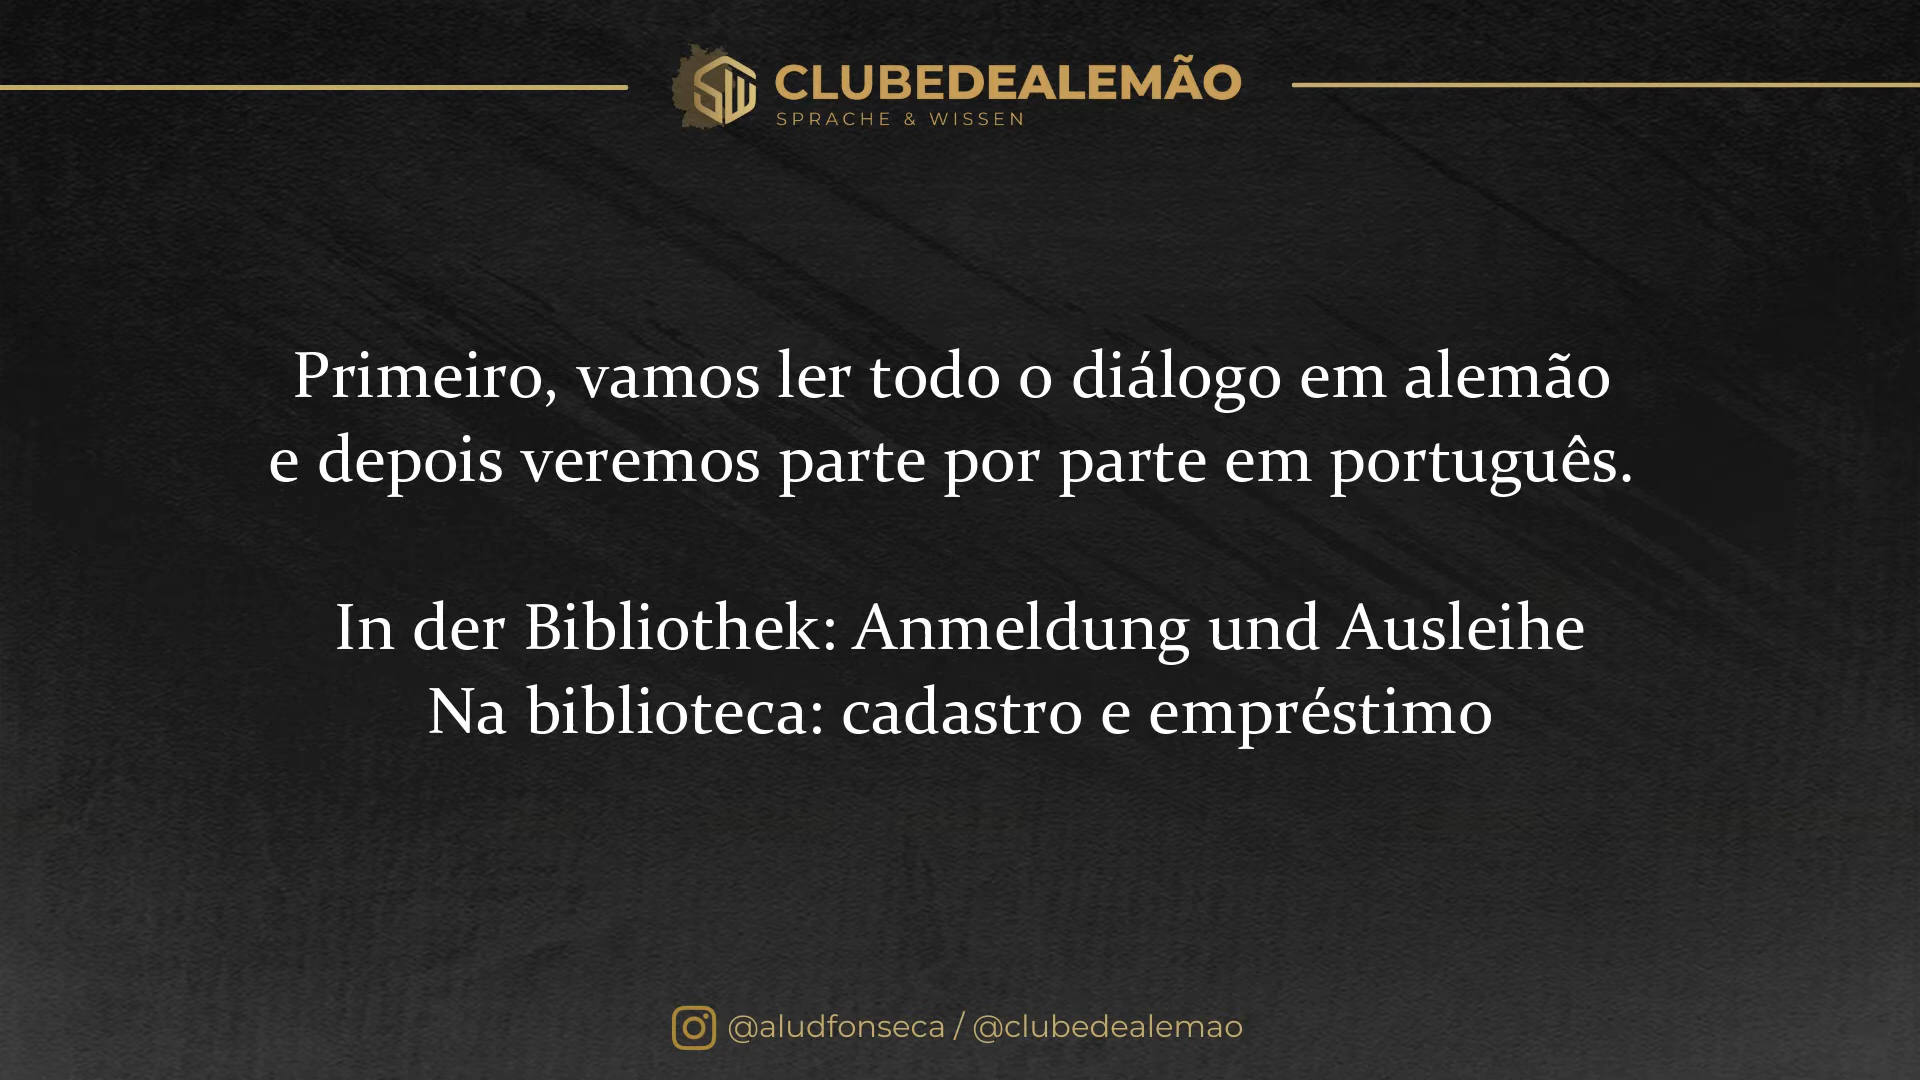 CLUBEDEALEMÃO
SPRACHE & WISSEN
Primeiro, vamos ler todo o diálogo em alemão
e depois veremos parte por parte em português.
In der Bibliothek: Anmeldung und Ausleihe
Na biblioteca: cadastro e empréstimo
@aludfonseca / @clubedealemao